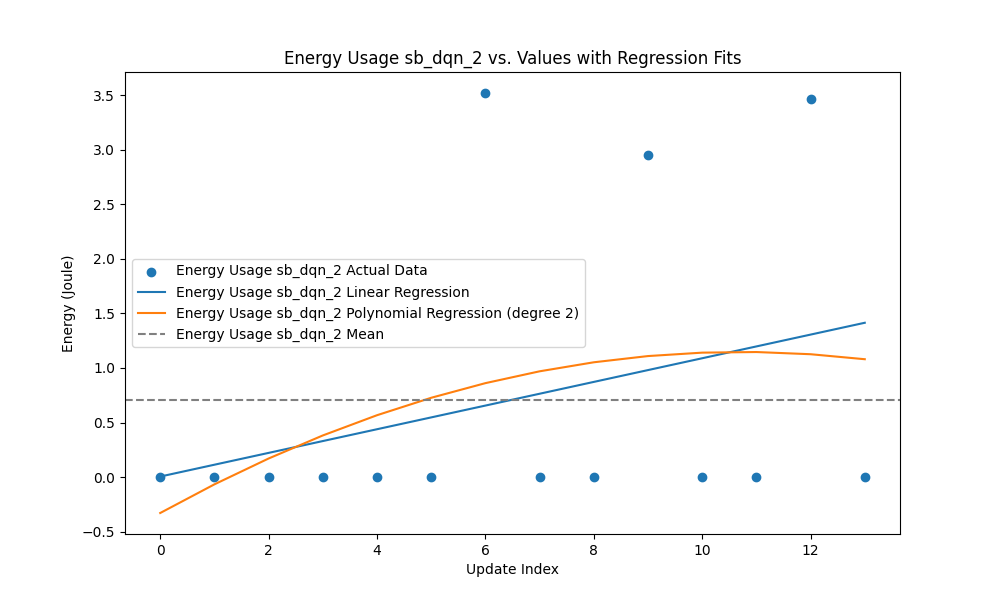 Energy Usage sb_dqn_2 vs. Values with Regression Fits
Energy (Joule)
3.5
3.0
2.5
2.0
1.5
1.0
0.5
0.0
−0.5
Energy Usage sb_dqn_2 Actual Data
Energy Usage sb_dqn_2 Linear Regression
Energy Usage sb_dqn_2 Polynomial Regression (degree 2)
Energy Usage sb_dqn_2 Mean
0 2 4 6 8 10 12
Update Index